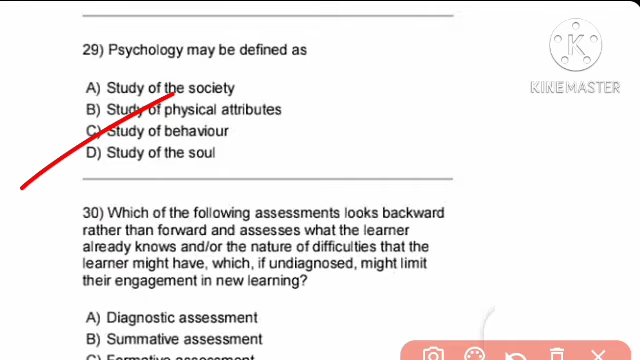 29) Psychology may be defined as
A) Study of the society
B) Study of physical attributes
C) Study of behaviour
D) Study of the soul
30) Which of the following assessments looks backward
rather than forward and assesses what the learner
already knows and/or the nature of difficulties that the
learner might have, which, if undiagnosed, might limit
their engagement in new learning?
A) Diagnostic assessment
B) Summative assessment
C) Formative assessment
K
KINEMASTER